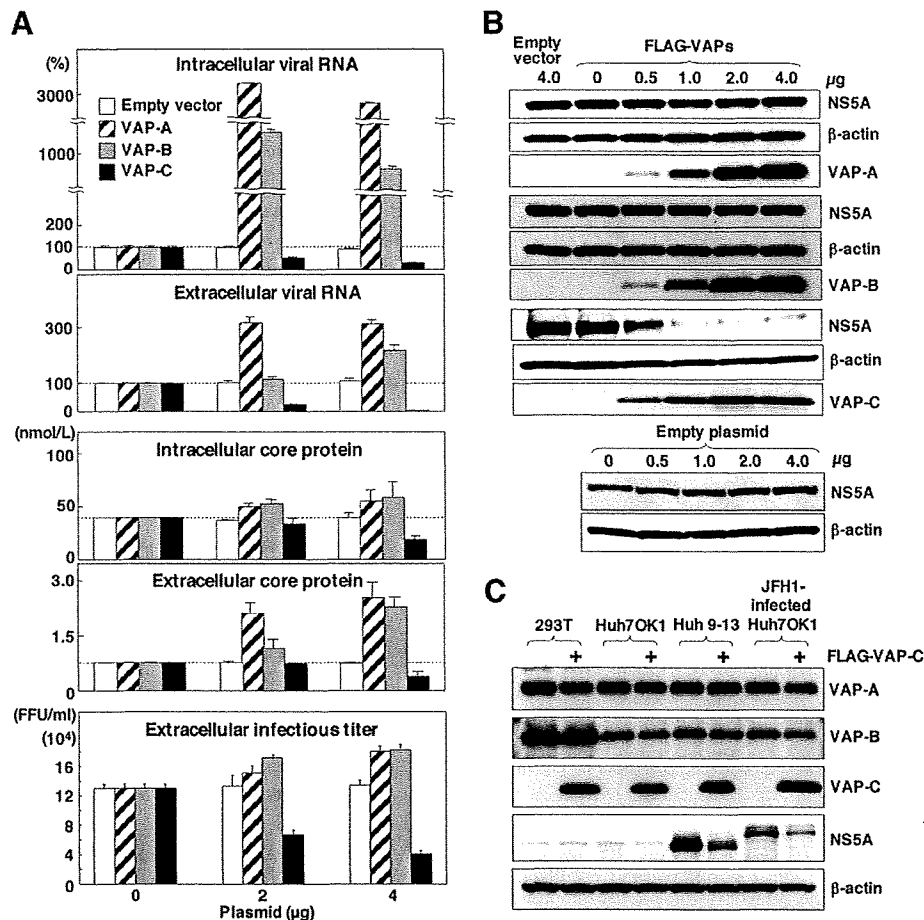 A
(%)
Intracellular viral RNA
3000
Empty vector
VAP-A
VAP-B
VAP-C
1000
200
100
0
Extracellular viral RNA
300
100
0
(nmol/L)
Intracellular core protein
100
50
0
Extracellular core protein
3.0
1.5
0
(FFU/ml)
(10⁴)
Extracellular infectious titer
16
12
8
4
0
0 2 4
Plasmid (µg)
B
Empty vector
FLAG-VAPs
4.0 0 0.5 1.0 2.0 4.0 µg
NS5A
β-actin
VAP-A
NS5A
β-actin
VAP-B
NS5A
β-actin
VAP-C
Empty plasmid
0 0.5 1.0 2.0 4.0 µg
NS5A
β-actin
C
293T Huh7OK1 Huh 9-13 JFH1-infected Huh7OK1
+ + + + FLAG-VAP-C
VAP-A
VAP-B
VAP-C
NS5A
β-actin